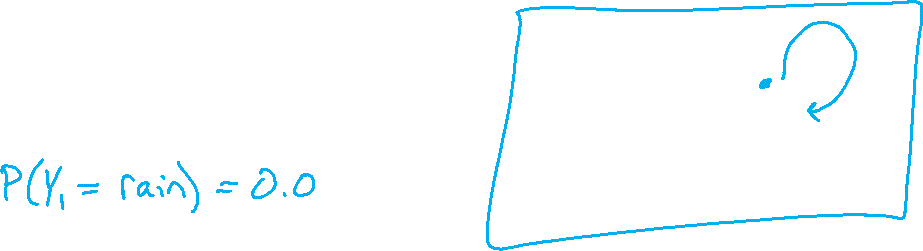 P(Y₁ = rain) = 0.0